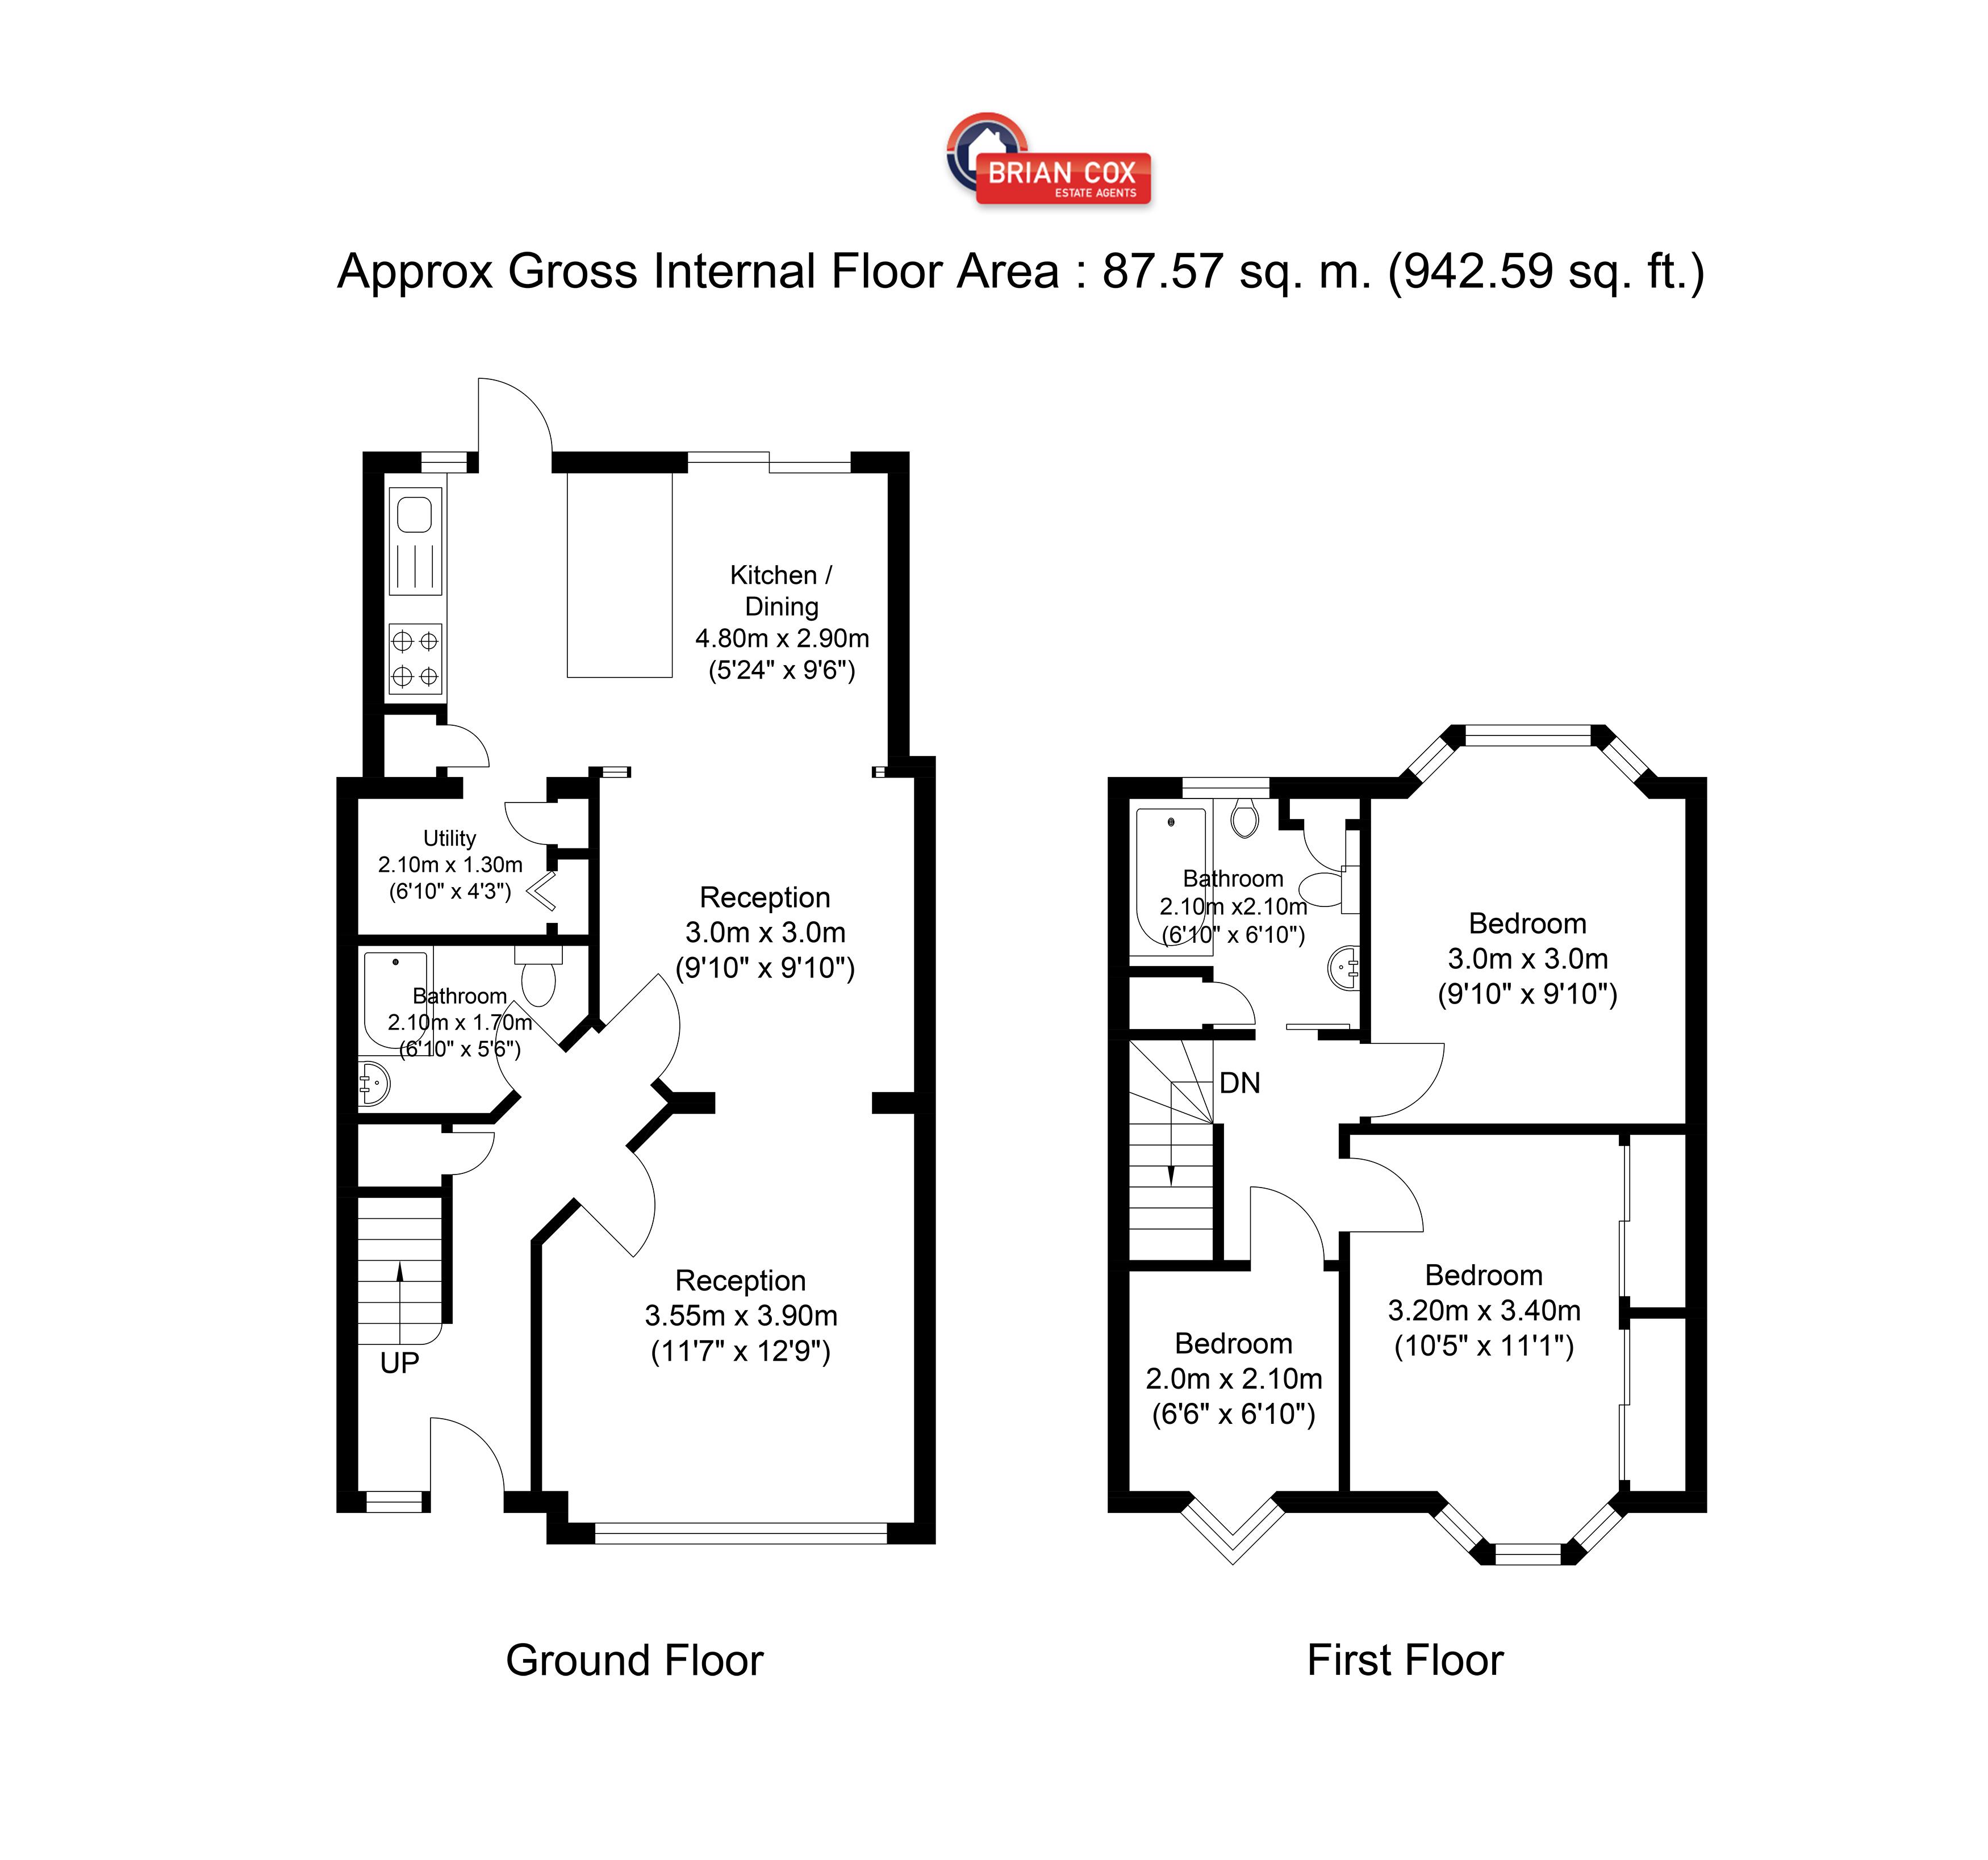 BRIAN COX
ESTATE AGENTS
Approx Gross Internal Floor Area : 87.57 sq. m. (942.59 sq. ft.)
Kitchen /
Dining
4.80m x 2.90m
(5'24" x 9'6")
Utility
2.10m x 1.30m
(6'10" x 4'3")
Reception
3.0m x 3.0m
(9'10" x 9'10")
Bathroom
2.10m x 1.70m
(6'10" x 5'6")
Reception
3.55m x 3.90m
(11'7" x 12'9")
UP
Ground Floor
Bathroom
2.10m x2.10m
(6'10" x 6'10")
Bedroom
3.0m x 3.0m
(9'10" x 9'10")
DN
Bedroom
3.20m x 3.40m
(10'5" x 11'1")
Bedroom
2.0m x 2.10m
(6'6" x 6'10")
First Floor